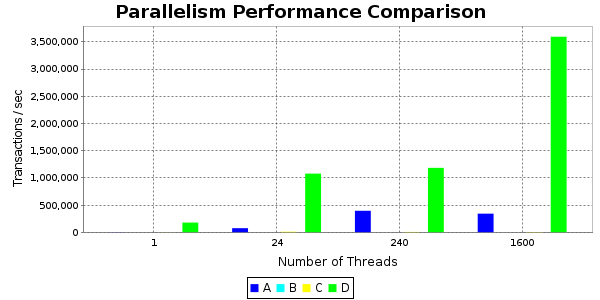 Parallelism Performance Comparison
3,500,000
3,000,000
2,500,000
2,000,000
1,500,000
1,000,000
500,000
0
Transactions / sec
1 24 240 1600
Number of Threads
A B C D